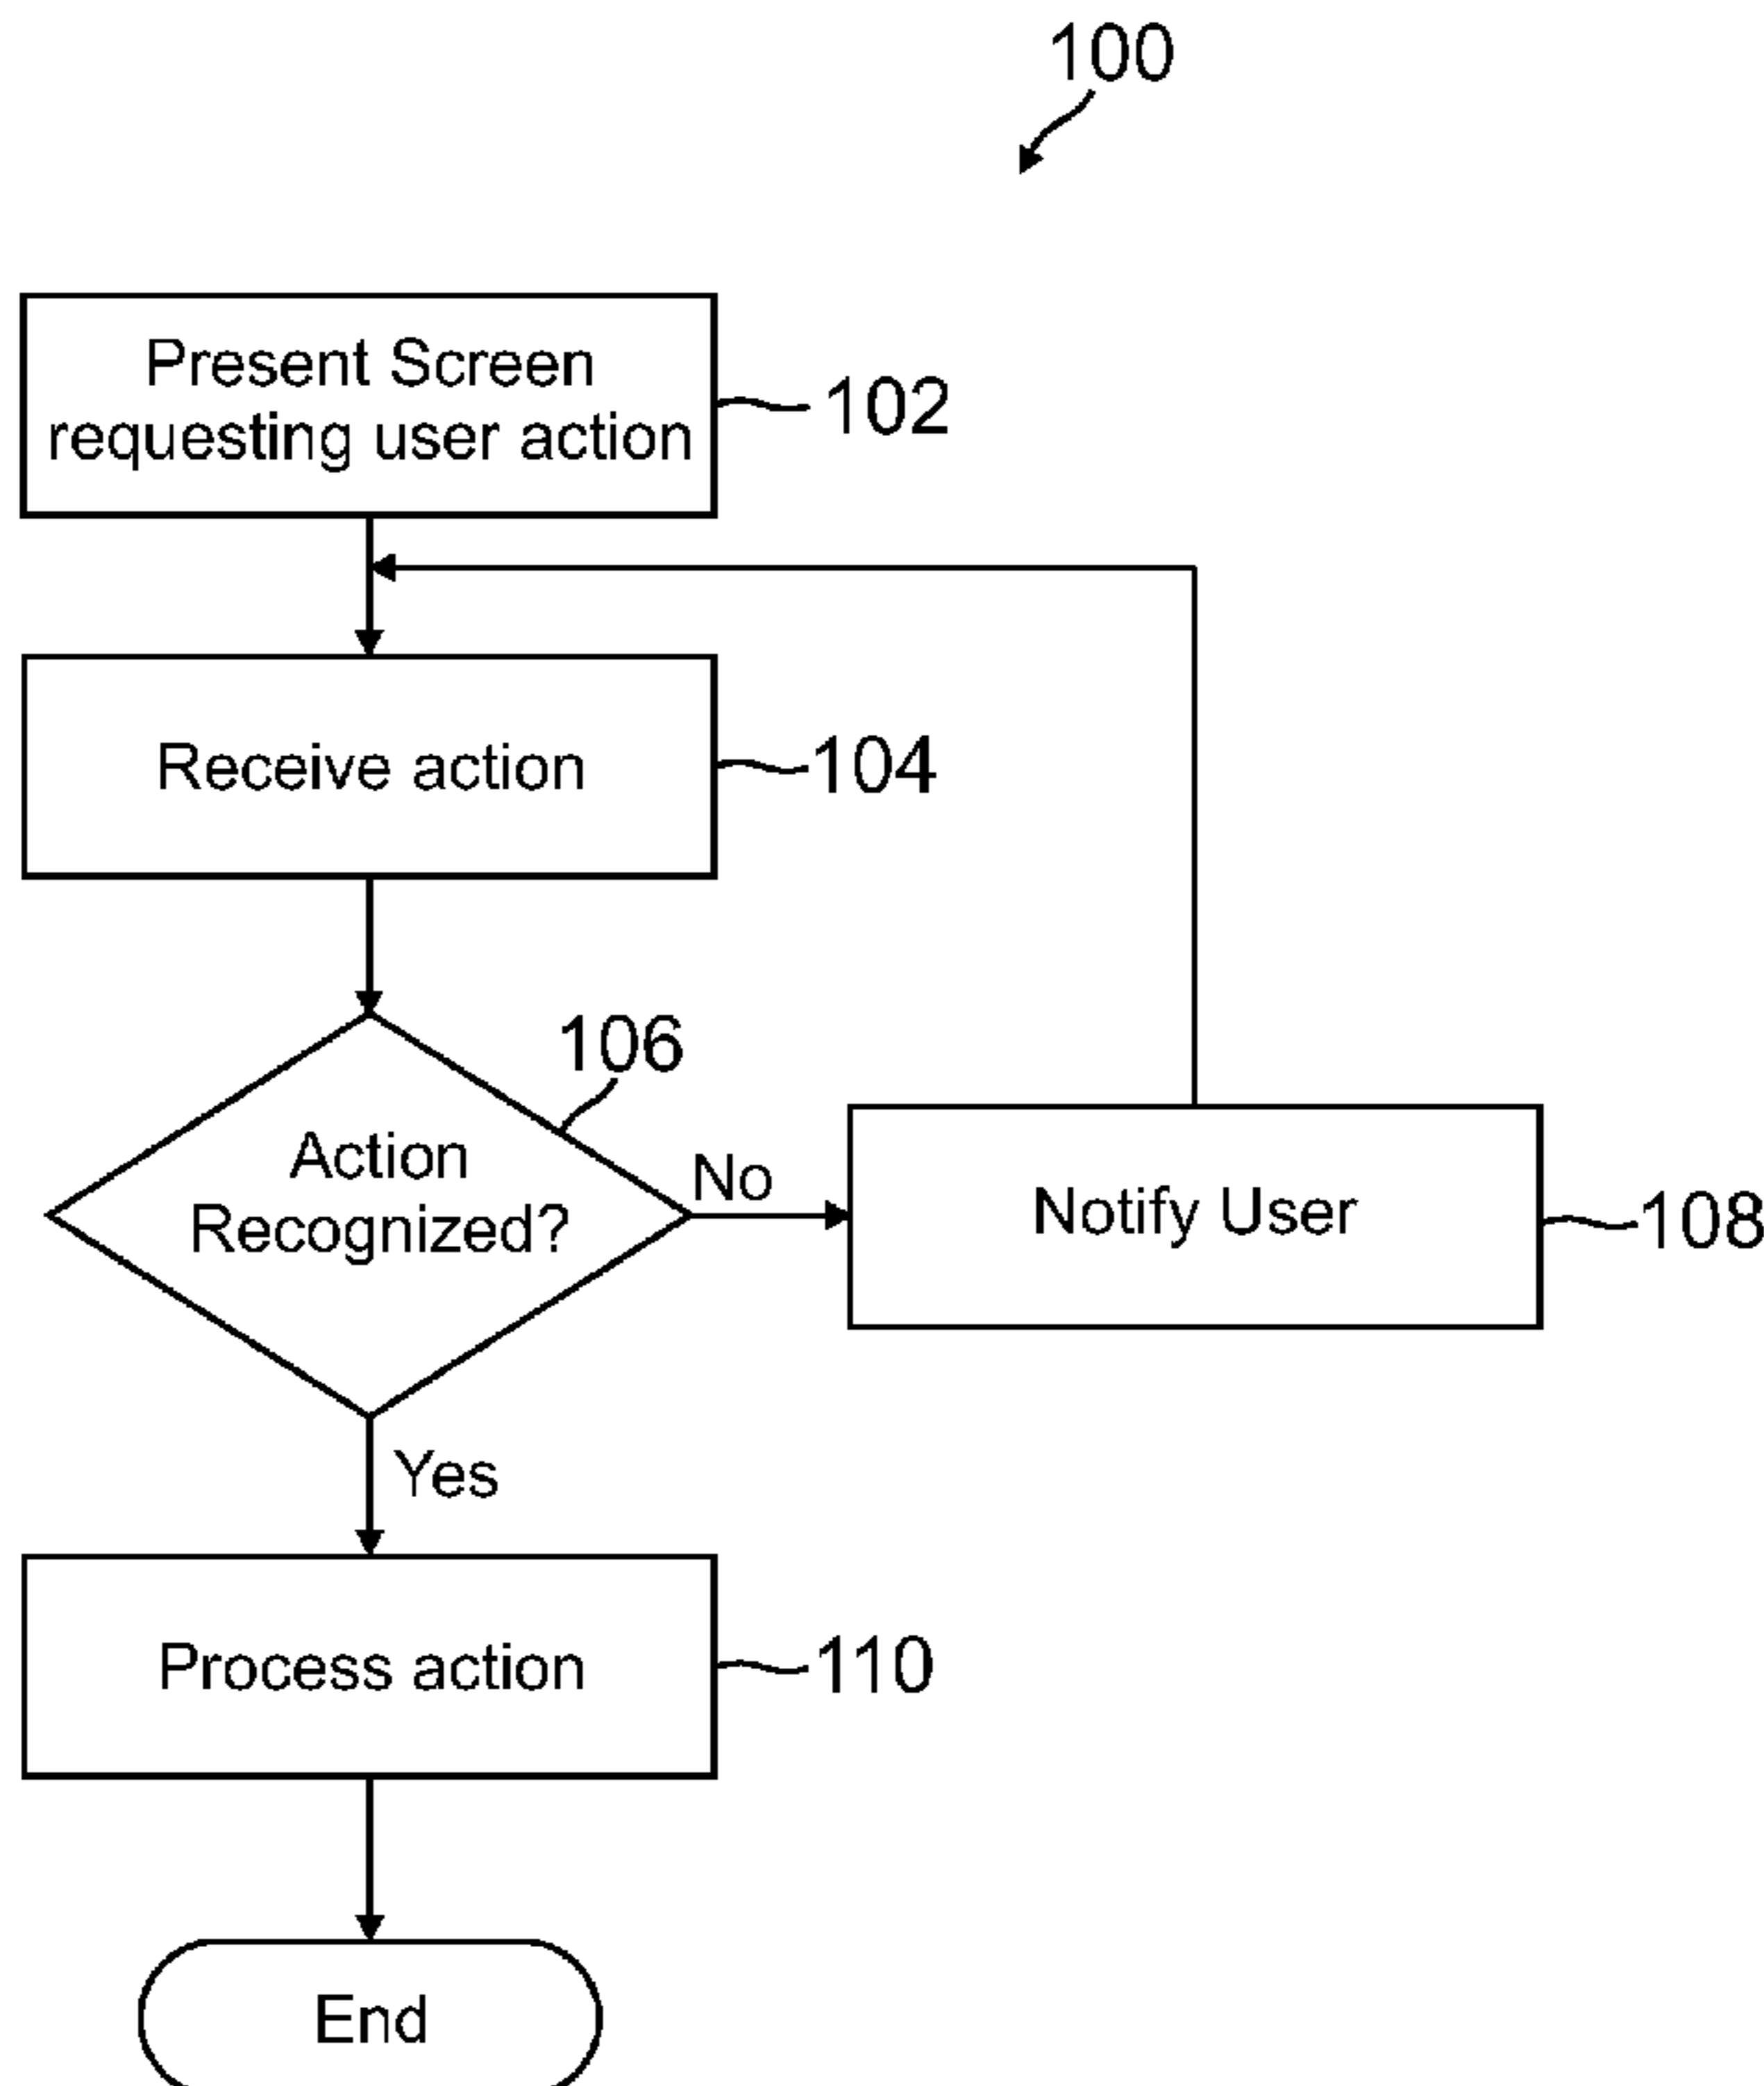 100
Present Screen
requesting user action
102
Receive action
104
106
Action
Recognized?
No
Notify User
108
Yes
Process action
110
End